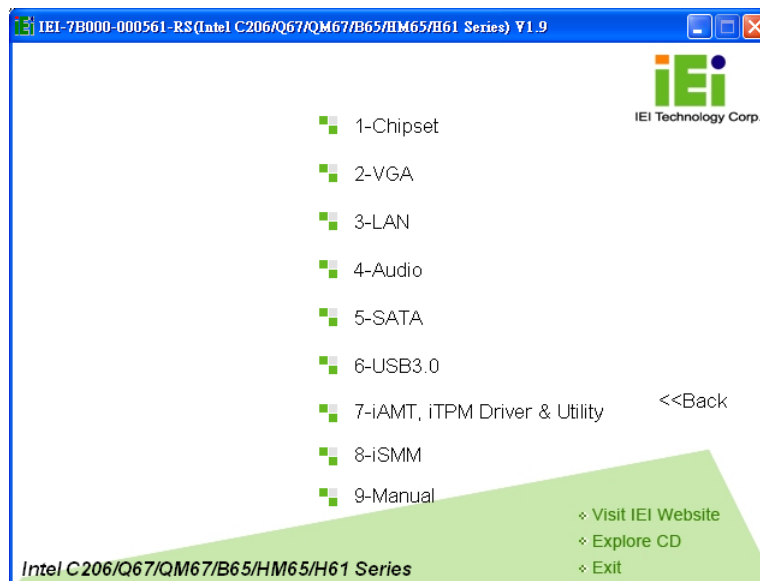 IEI-7B000-000561-RS(Intel C206/Q67/QM67/B65/HM65/H61 Series) V1.9
iEi
IEI Technology Corp.
1-Chipset
2-VGA
3-LAN
4-Audio
5-SATA
6-USB3.0
7-iAMT, iTPM Driver & Utility
<<Back
8-iSMM
9-Manual
Visit IEI Website
Explore CD
Exit
Intel C206/Q67/QM67/B65/HM65/H61 Series